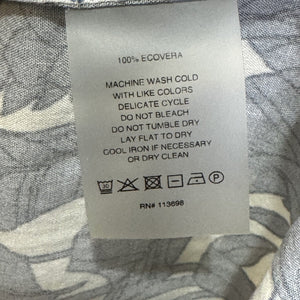 100% ECOVERA
MACHINE WASH COLD
WITH LIKE COLORS
DELICATE CYCLE
DO NOT BLEACH
DO NOT TUMBLE DRY
LAY FLAT TO DRY
COOL IRON IF NECESSARY
OR DRY CLEAN
RN# 113698